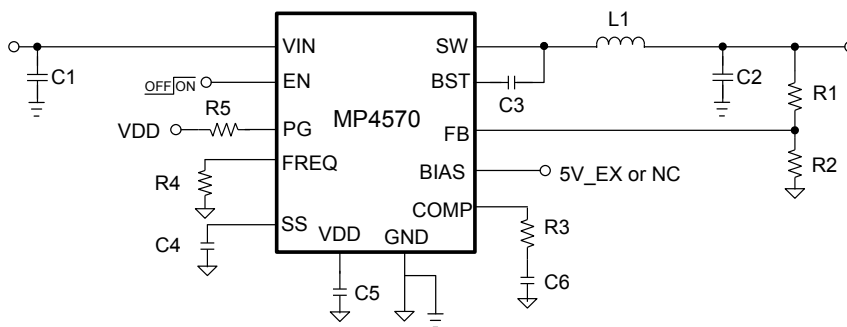 L1
VIN
SW
C1
C2
OFF ON
EN
BST
C3
R1
R5
VDD
PG
MP4570
FB
FREQ
R4
BIAS
5V_EX or NC
R2
COMP
SS
R3
C4
VDD
GND
C5
C6